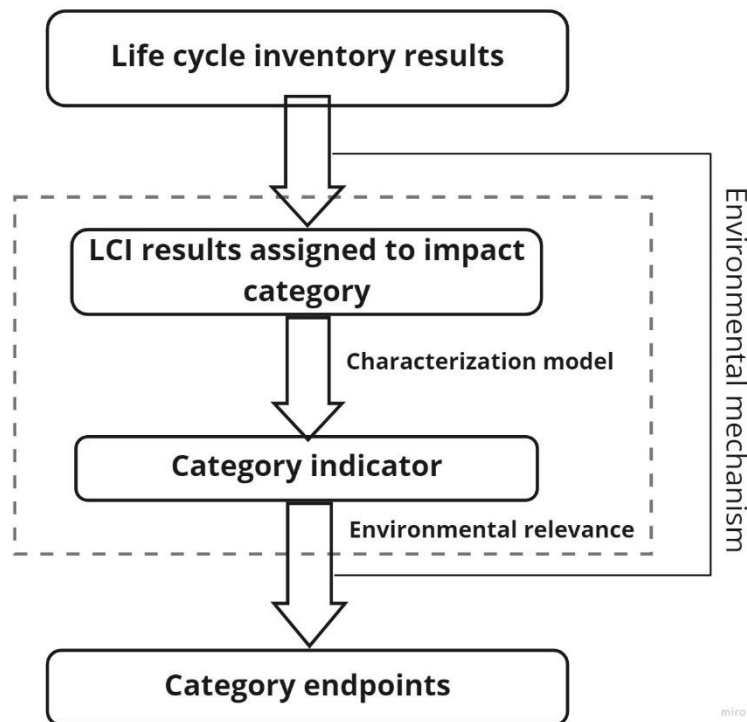 Life cycle inventory results
LCI results assigned to impact
category
Characterization model
Category indicator
Environmental relevance
Category endpoints
Environmental mechanism
miro